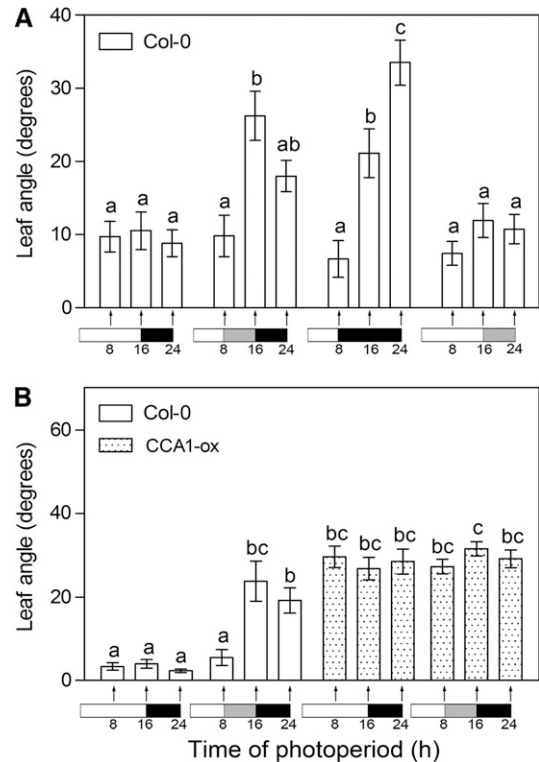 A
Col-0
Leaf angle (degrees)
40
30
20
10
0
a a a a b ab a b c a a a
8 16 24 8 16 24 8 16 24 8 16 24
B
Col-0
CCA1-ox
Leaf angle (degrees)
60
40
20
0
a a a a bc b bc bc bc bc c bc
8 16 24 8 16 24 8 16 24 8 16 24
Time of photoperiod (h)